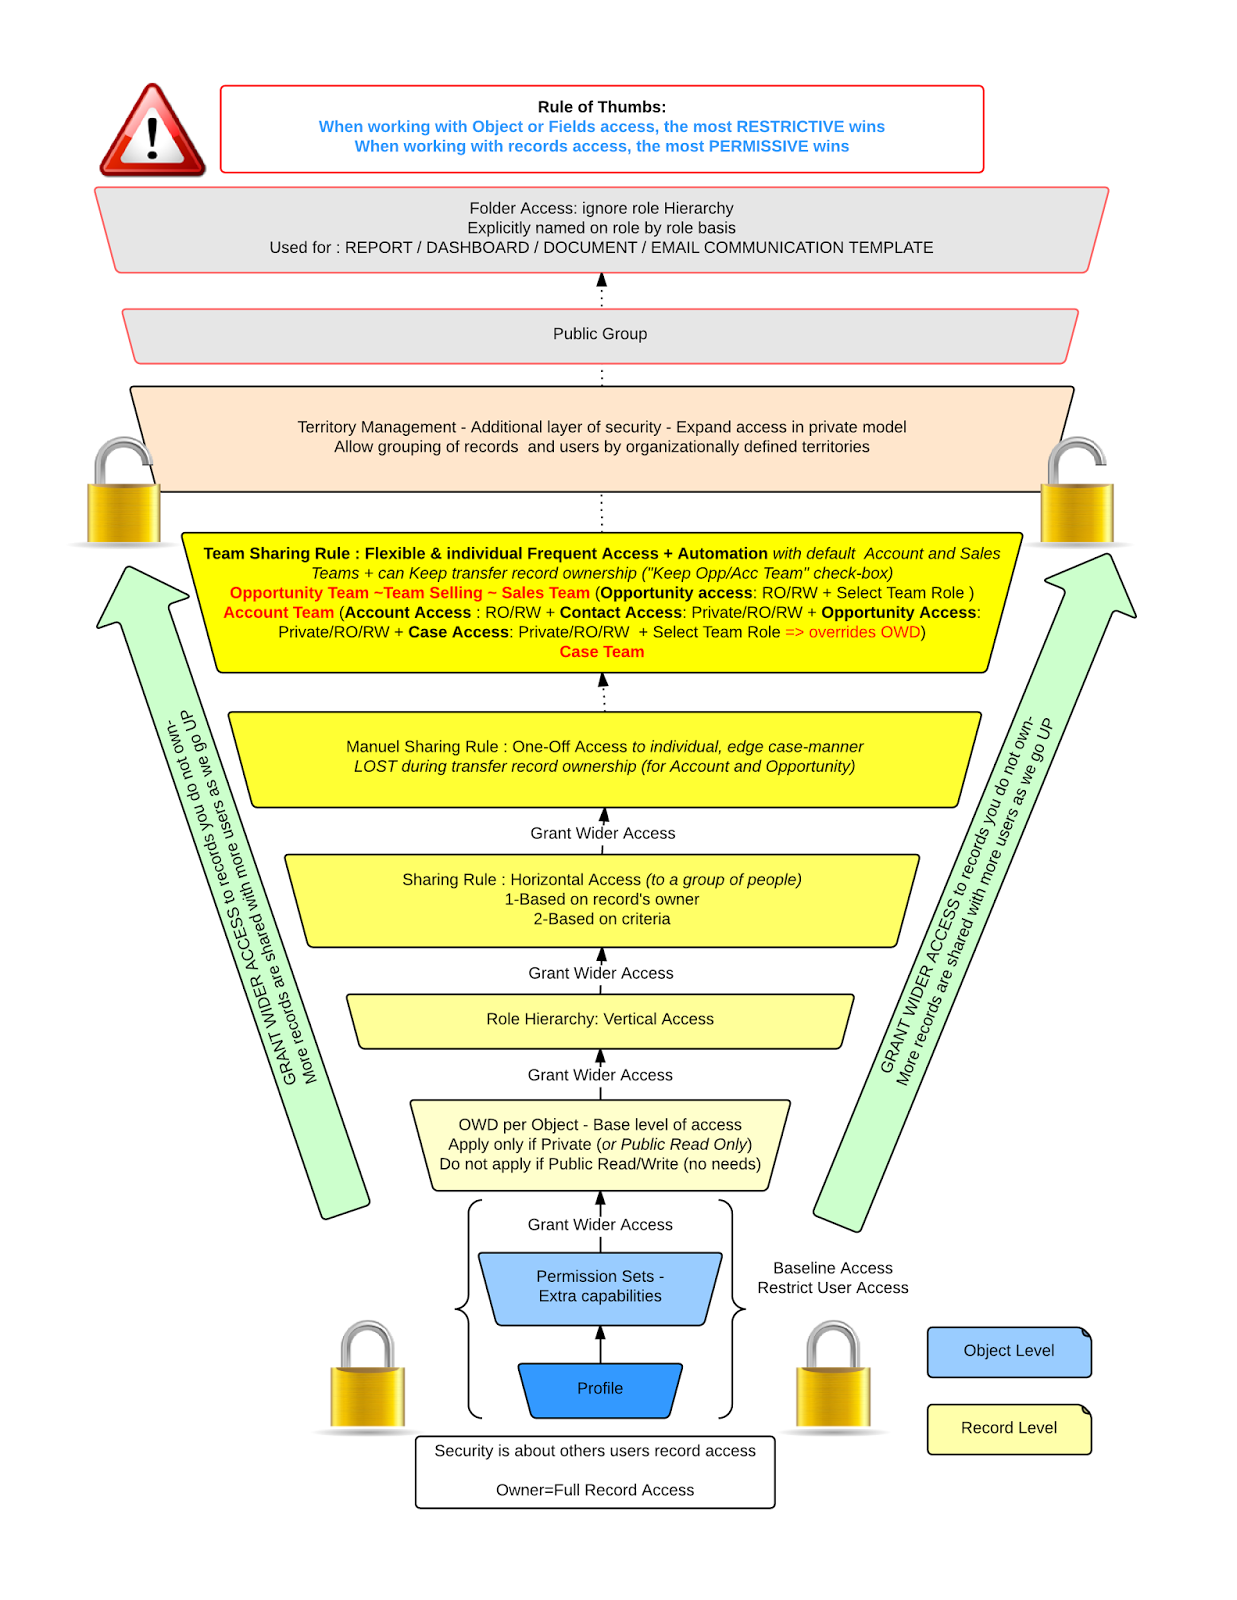 Rule of Thumbs:
When working with Object or Fields access, the most RESTRICTIVE wins
When working with records access, the most PERMISSIVE wins
Folder Access: ignore role Hierarchy
Explicitly named on role by role basis
Used for : REPORT / DASHBOARD / DOCUMENT / EMAIL COMMUNICATION TEMPLATE
Public Group
Territory Management - Additional layer of security - Expand access in private model
Allow grouping of records  and users by organizationally defined territories
Team Sharing Rule : Flexible & individual Frequent Access + Automation with default  Account and Sales
Teams + can Keep transfer record ownership ("Keep Opp/Acc Team" check-box)
Opportunity Team ~Team Selling ~ Sales Team (Opportunity access: RO/RW + Select Team Role )
Account Team (Account Access : RO/RW + Contact Access: Private/RO/RW + Opportunity Access:
Private/RO/RW + Case Access: Private/RO/RW  + Select Team Role => overrides OWD)
Case Team
GRANT WIDER ACCESS to records you do not own-
More records are shared with more users as we go UP
GRANT WIDER ACCESS to records you do not own-
More records are shared with more users as we go UP
Manuel Sharing Rule : One-Off Access to individual, edge case-manner
LOST during transfer record ownership (for Account and Opportunity)
Grant Wider Access
Sharing Rule : Horizontal Access (to a group of people)
1-Based on record's owner
2-Based on criteria
Grant Wider Access
Role Hierarchy: Vertical Access
Grant Wider Access
OWD per Object - Base level of access
Apply only if Private (or Public Read Only)
Do not apply if Public Read/Write (no needs)
Grant Wider Access
Permission Sets -
Extra capabilities
Baseline Access
Restrict User Access
Profile
Object Level
Record Level
Security is about others users record access
Owner=Full Record Access